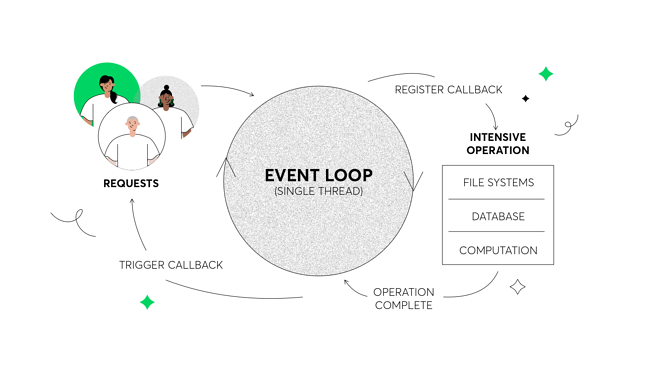 REGISTER CALLBACK
INTENSIVE
OPERATION
EVENT LOOP
(SINGLE THREAD)
REQUESTS
FILE SYSTEMS
DATABASE
COMPUTATION
TRIGGER CALLBACK
OPERATION
COMPLETE